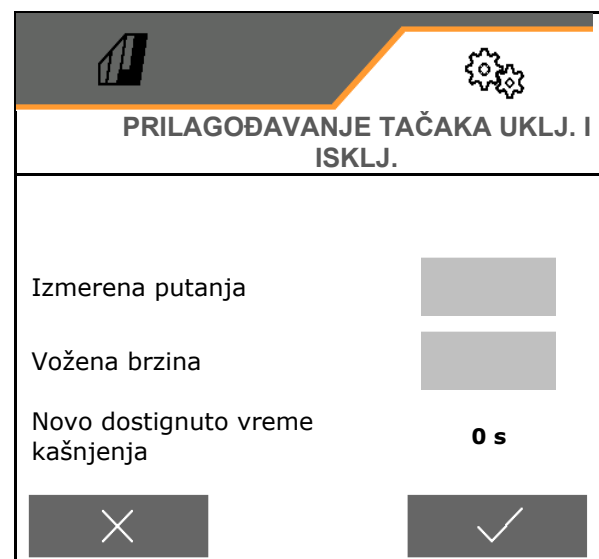 PRILAGOĐAVANJE TAČAKA UKLJ. I
ISKLJ.
Izmerena putanja
Vožena brzina
Novo dostignuto vreme
kašnjenja
0 s